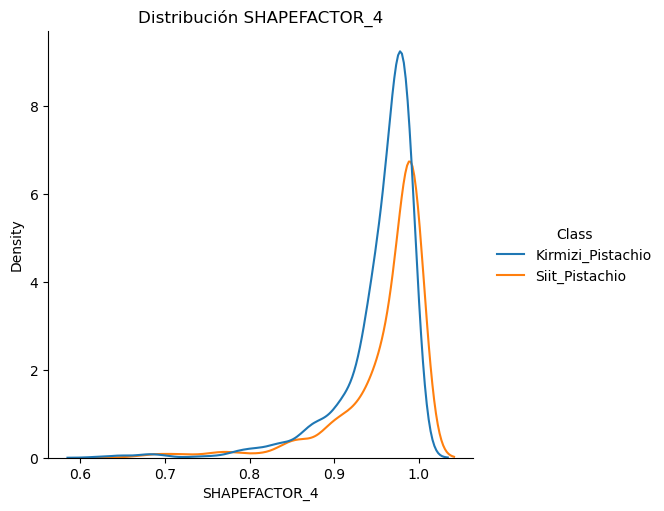 Distribución SHAPEFACTOR_4
Density
8
6
4
2
0
0.6 0.7 0.8 0.9 1.0
SHAPEFACTOR_4
Class
Kirmizi_Pistachio
Siit_Pistachio